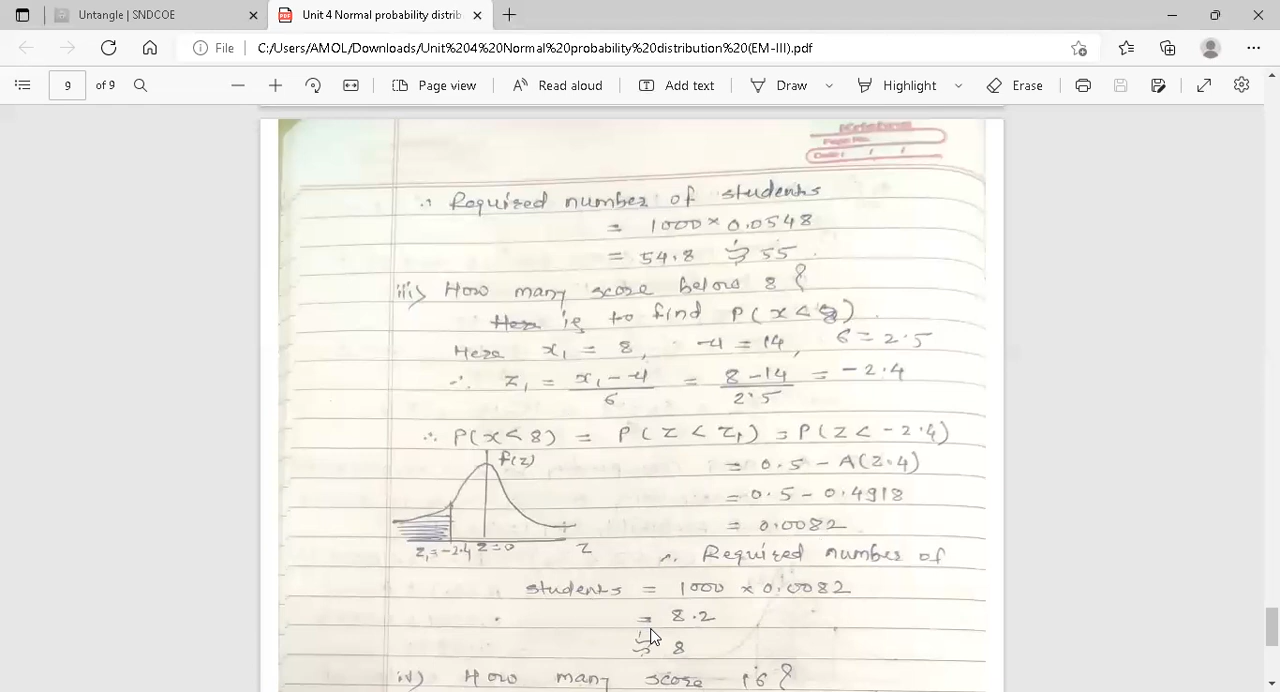 Untangle | SNDCOE
Unit 4 Normal probability distrib
File C:/Users/AMOL/Downloads/Unit%204%20Normal%20probability%20distribution%20(EM-III).pdf
9 of 9 Page view Read aloud Add text Draw Highlight Erase
Page No.
Date : / /
∴ Required number of students
= 1000 × 0.0548
= 54.8 ≅ 55
iii) How many score below 8 ?
is to find P(x < 8)
Here x₁ = 8, μ = 14, σ = 2.5
∴ z₁ = (x₁ − μ)/σ = (8 − 14)/2.5 = −2.4
∴ P(x < 8) = P(z < z₁) = P(z < −2.4)
f(z)
= 0.5 − A(2.4)
= 0.5 − 0.4918
= 0.0082
z₁ = −2.4 z=0 z
∴ Required number of
students = 1000 × 0.0082
= 8.2
≅ 8
iv) How many score 16 ?